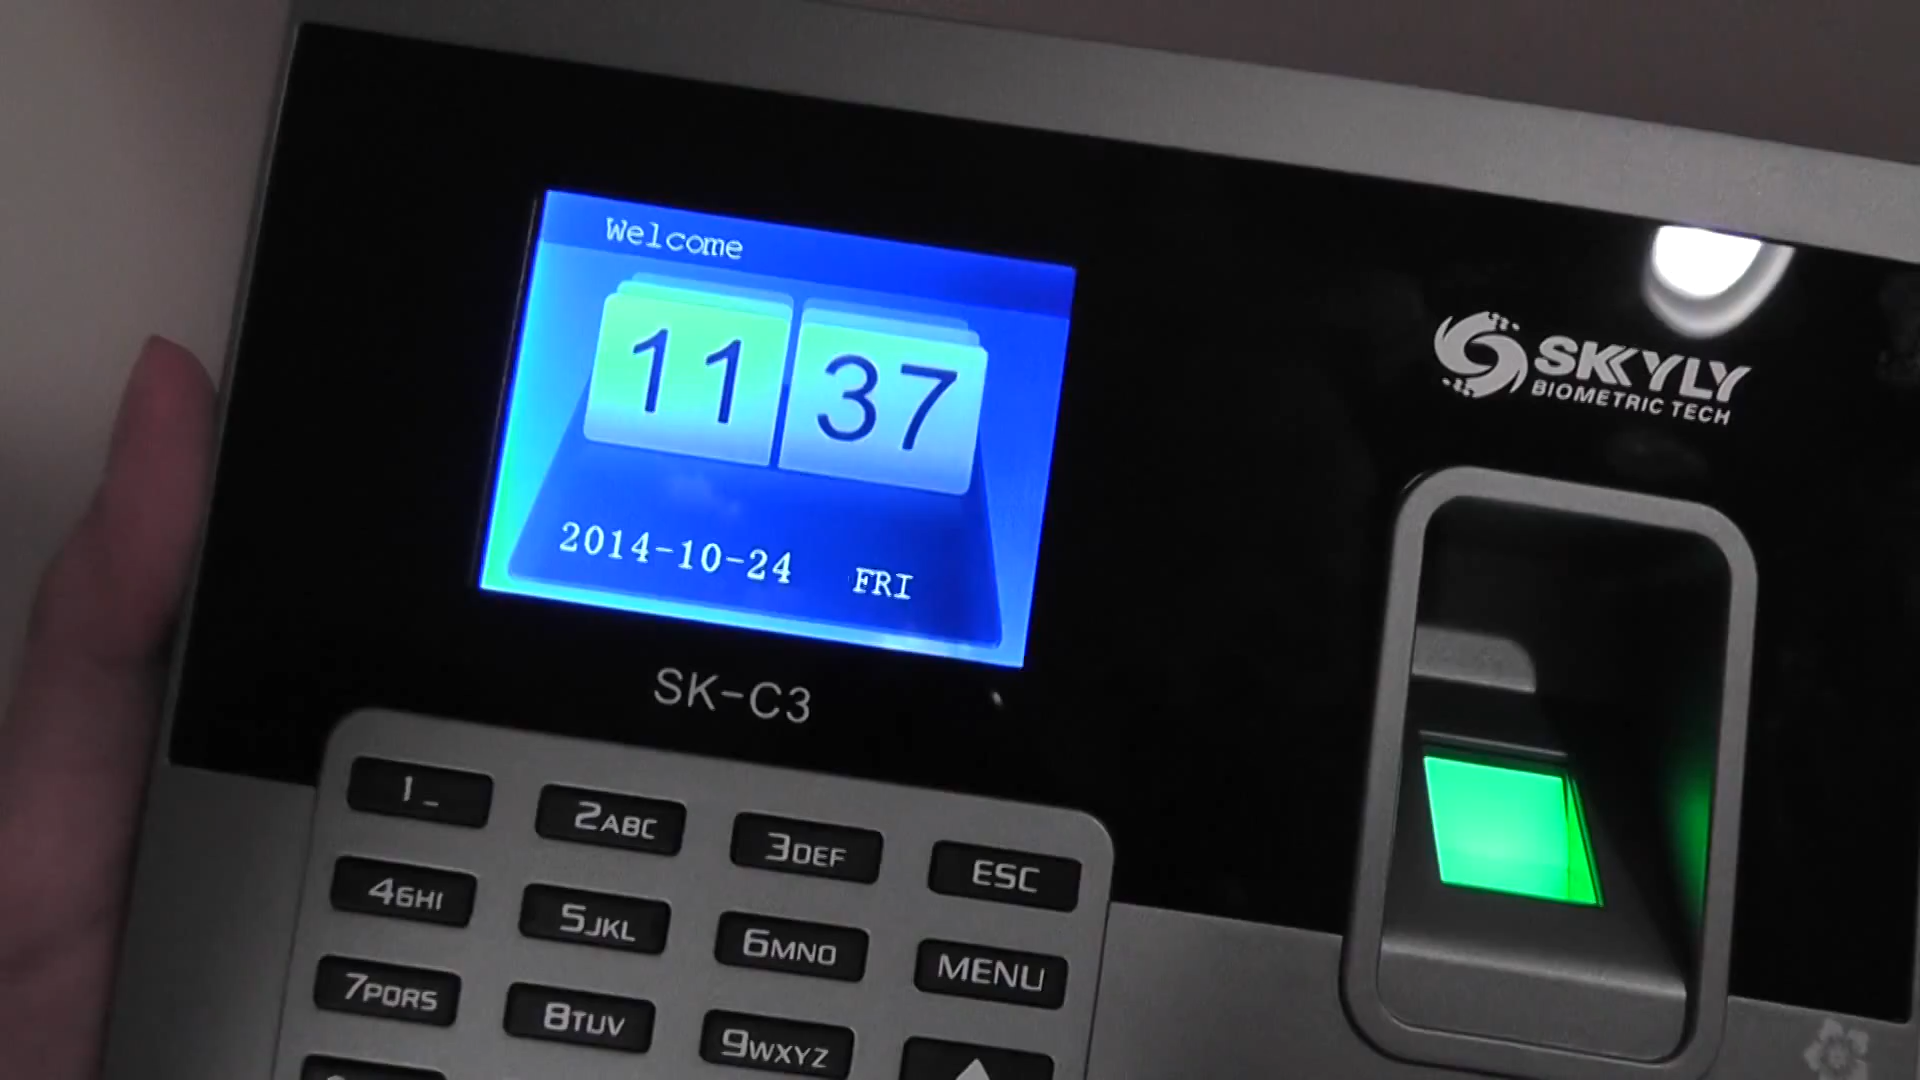 Welcome
11 37
2014-10-24 FRI
SKYLY
BIOMETRIC TECH
SK-C3
1_ 2ABC 3DEF ESC
4GHI 5JKL 6MNO MENU
7PQRS 8TUV 9WXYZ